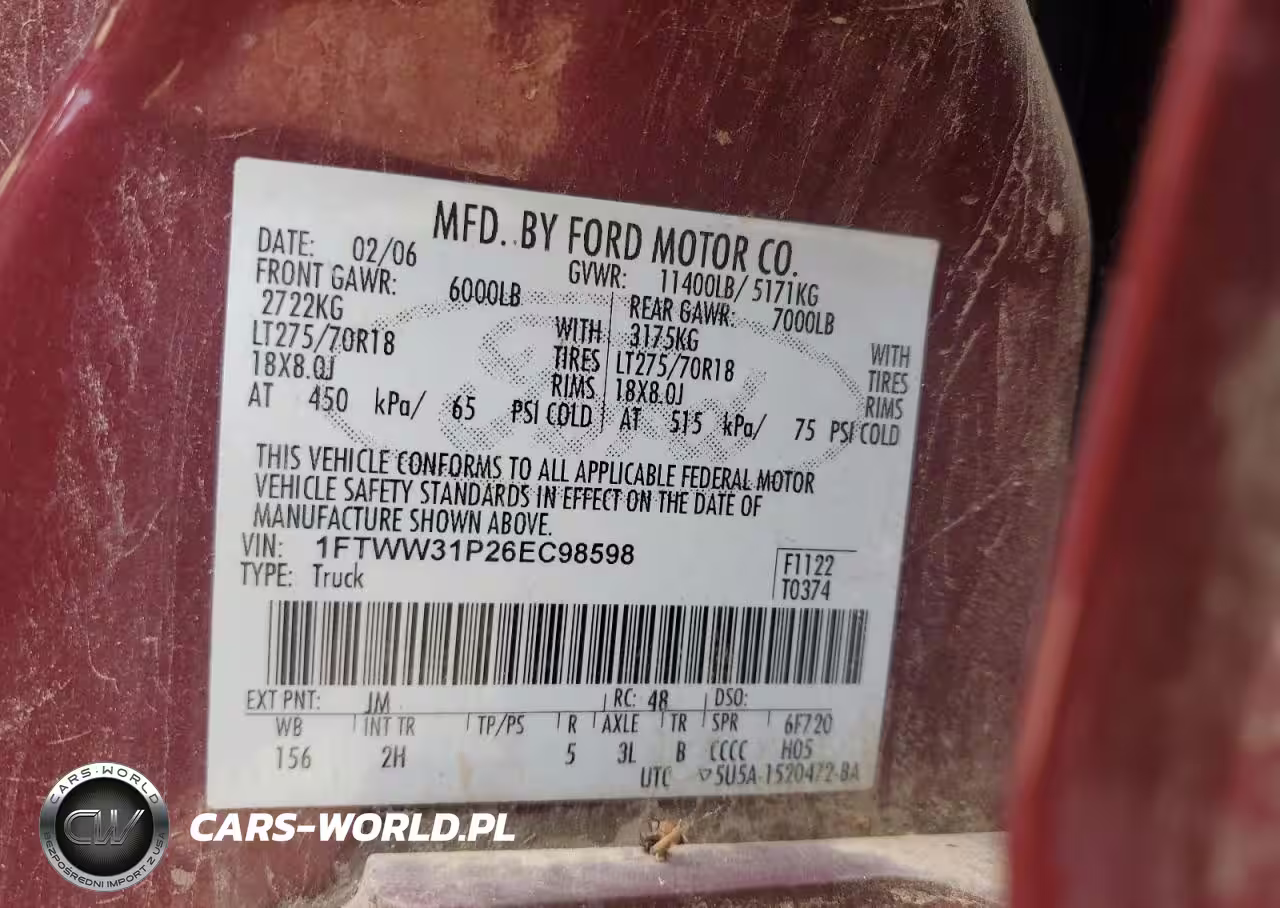 MFD. BY FORD MOTOR CO.
DATE: 02/06 GVWR: 11400LB/ 5171KG
FRONT GAWR: 6000LB REAR GAWR: 7000LB
2722KG WITH 3175KG WITH
LT275/70R18 TIRES LT275/70R18 TIRES
18X8.0J RIMS 18X8.0J RIMS
AT 450 kPa/ 65 PSI COLD AT 515 kPa/ 75 PSI COLD
THIS VEHICLE CONFORMS TO ALL APPLICABLE FEDERAL MOTOR
VEHICLE SAFETY STANDARDS IN EFFECT ON THE DATE OF
MANUFACTURE SHOWN ABOVE.
VIN: 1FTWW31P26EC98598
TYPE: Truck
F1122
T0374
EXT PNT: JM RC: 48 DSO:
WB INT TR TP/PS R AXLE TR SPR 6F720
156 2H 5 3L B CCCC H05
UTC ▽5U5A-1520472-BA
CARS-WORLD
CW
BEZPOŚREDNI IMPORT Z USA
CARS-WORLD.PL